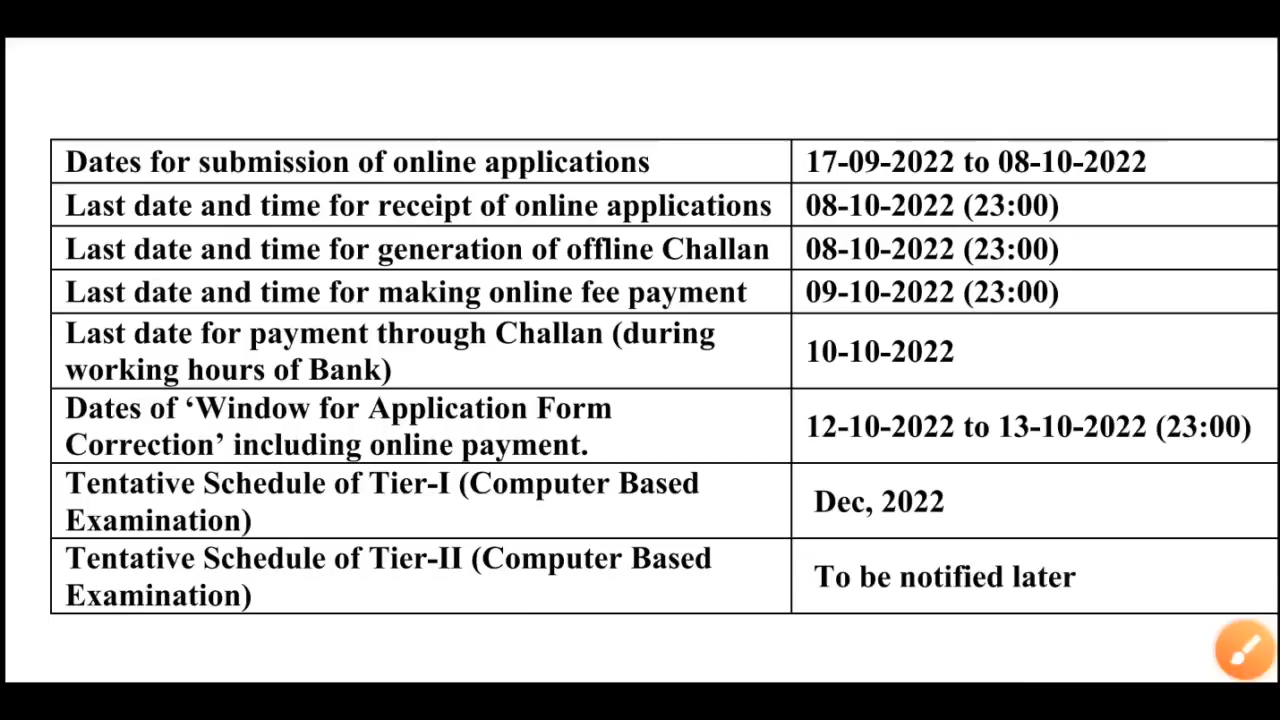 Dates for submission of online applications 17-09-2022 to 08-10-2022
Last date and time for receipt of online applications 08-10-2022 (23:00)
Last date and time for generation of offline Challan 08-10-2022 (23:00)
Last date and time for making online fee payment 09-10-2022 (23:00)
Last date for payment through Challan (during
working hours of Bank)
10-10-2022
Dates of ‘Window for Application Form
Correction’ including online payment.
12-10-2022 to 13-10-2022 (23:00)
Tentative Schedule of Tier-I (Computer Based
Examination)
Dec, 2022
Tentative Schedule of Tier-II (Computer Based
Examination)
To be notified later